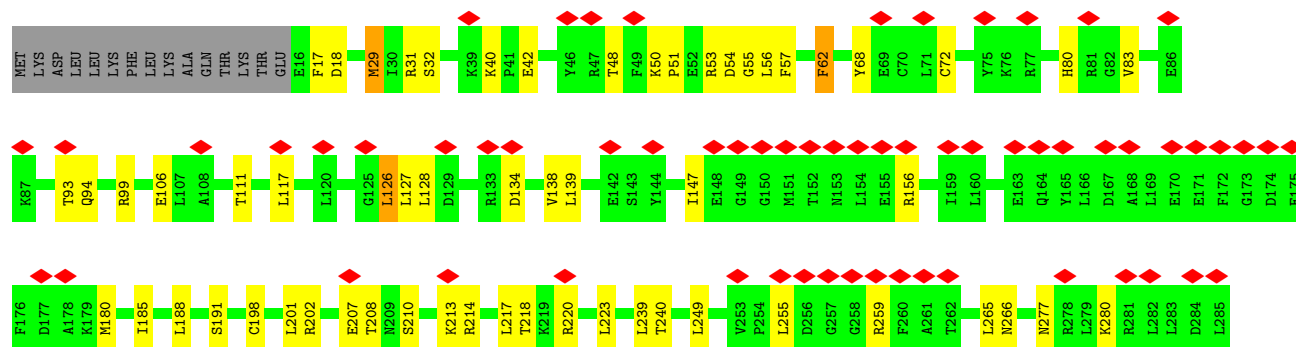 MET LYS ASP LEU LEU LYS PHE LEU LYS ALA GLN THR LYS THR GLU E16 F17 D18 M29 I30 R31 S32 K39 K40 P41 E42 Y46 R47 T48 F49 K50 P51 E52 R53 D54 G55 L56 F57 F62 Y68 E69 C70 L71 C72 Y75 K76 R77 H80 R81 G82 V83 E86
K87 T93 Q94 R99 E106 L107 A108 T111 L117 L120 G125 L126 L127 L128 D129 R133 D134 V138 L139 E142 S143 Y144 I147 E148 G149 G150 M151 T152 N153 L154 E155 R156 I159 L160 E163 Q164 Y165 L166 D167 A168 L169 E170 E171 F172 G173 D174 E175
F176 D177 A178 K179 M180 I185 L188 S191 C198 L201 R202 E207 T208 N209 S210 K213 R214 L217 T218 K219 R220 L223 L239 T240 L249 V253 P254 L255 D256 G257 G258 R259 F260 A261 T262 L265 N266 N277 R278 L279 K280 R281 L282 L283 D284 L285